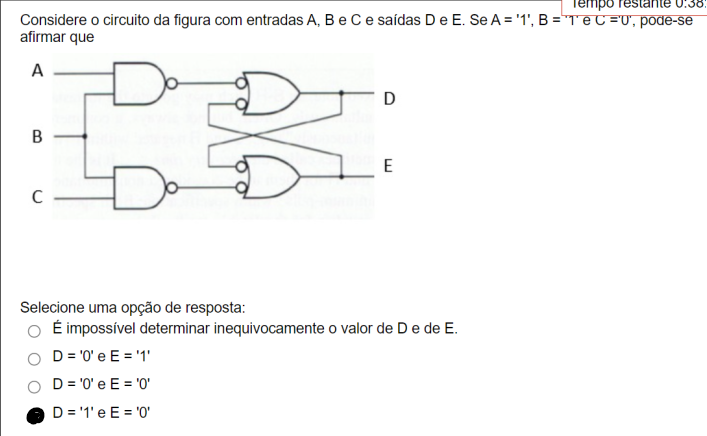 Tempo restante 0:38:
Considere o circuito da figura com entradas A, B e C e saídas D e E. Se A = '1', B = '1' e C ='0', pode-se
afirmar que
A
D
B
E
C
Selecione uma opção de resposta:
É impossível determinar inequivocamente o valor de D e de E.
D = '0' e E = '1'
D = '0' e E = '0'
D = '1' e E = '0'